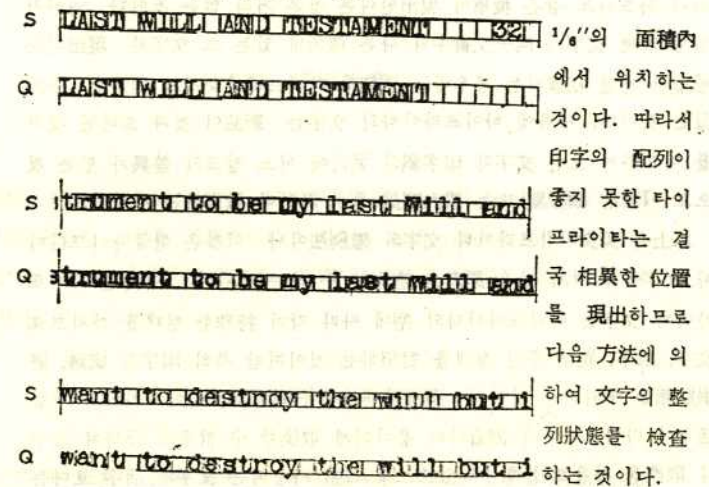 S LAST WILL AND TESTAMENT 32
Q LAST WILL AND TESTAMENT
S strument to be my last Will and
Q strument to be my last Will and
S want to destroy the will but i
Q want to destroy the will but i
1/6″의 面積內
에서 위치하는
것이다. 따라서
印字의 配列이
좋지 못한 타이
프라이타는 결
국 相異한 位置
를 現出하므로
다음 方法에 의
하여 文字의 整
列狀態를 檢査
하는 것이다.